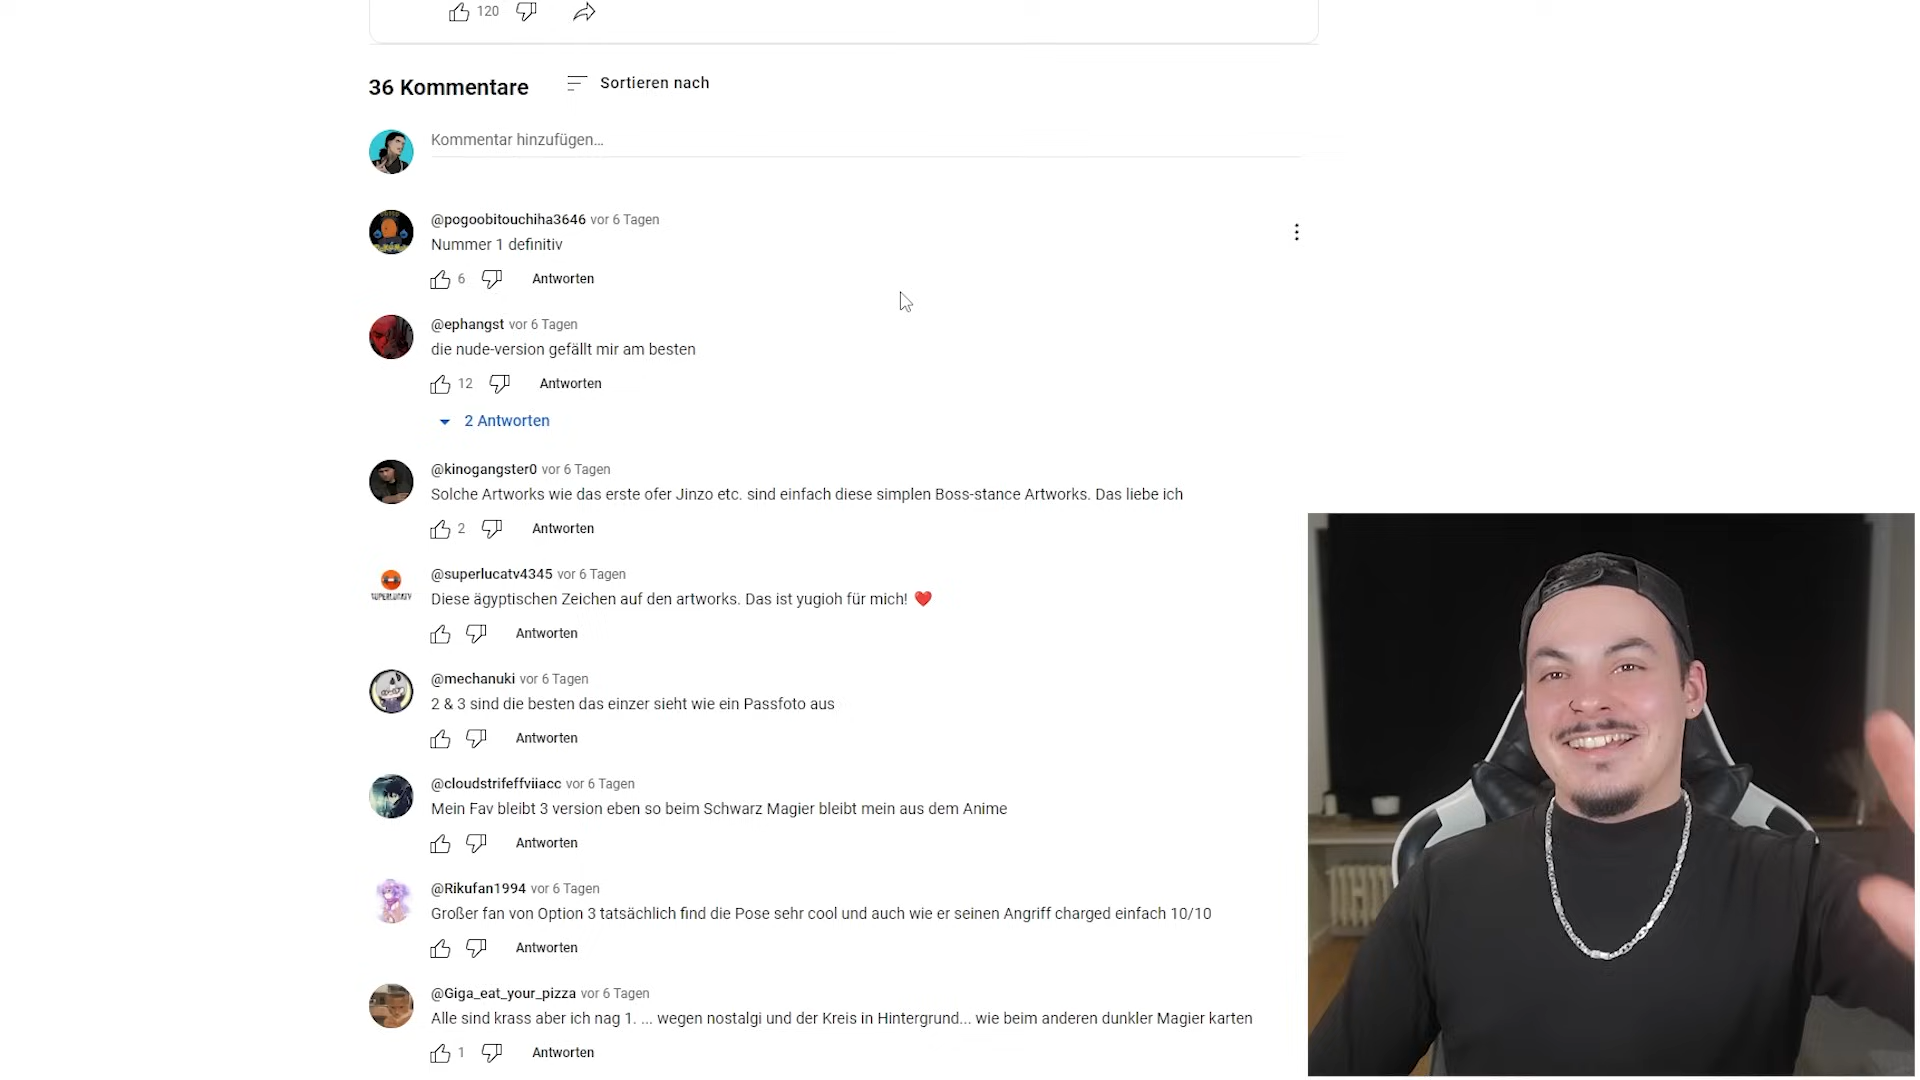 120
36 Kommentare
Sortieren nach
Kommentar hinzufügen...
@pogoobitouchiha3646 vor 6 Tagen
Nummer 1 definitiv
6 Antworten
@ephangst vor 6 Tagen
die nude-version gefällt mir am besten
12 Antworten
2 Antworten
@kinogangster0 vor 6 Tagen
Solche Artworks wie das erste ofer Jinzo etc. sind einfach diese simplen Boss-stance Artworks. Das liebe ich
2 Antworten
SUPERLUCATV
@superlucatv4345 vor 6 Tagen
Diese ägyptischen Zeichen auf den artworks. Das ist yugioh für mich! ❤️
Antworten
@mechanuki vor 6 Tagen
2 & 3 sind die besten das einzer sieht wie ein Passfoto aus
Antworten
@cloudstrifeffviiacc vor 6 Tagen
Mein Fav bleibt 3 version eben so beim Schwarz Magier bleibt mein aus dem Anime
Antworten
@Rikufan1994 vor 6 Tagen
Großer fan von Option 3 tatsächlich find die Pose sehr cool und auch wie er seinen Angriff charged einfach 10/10
Antworten
@Giga_eat_your_pizza vor 6 Tagen
Alle sind krass aber ich nag 1. ... wegen nostalgi und der Kreis in Hintergrund... wie beim anderen dunkler Magier karten
1 Antworten